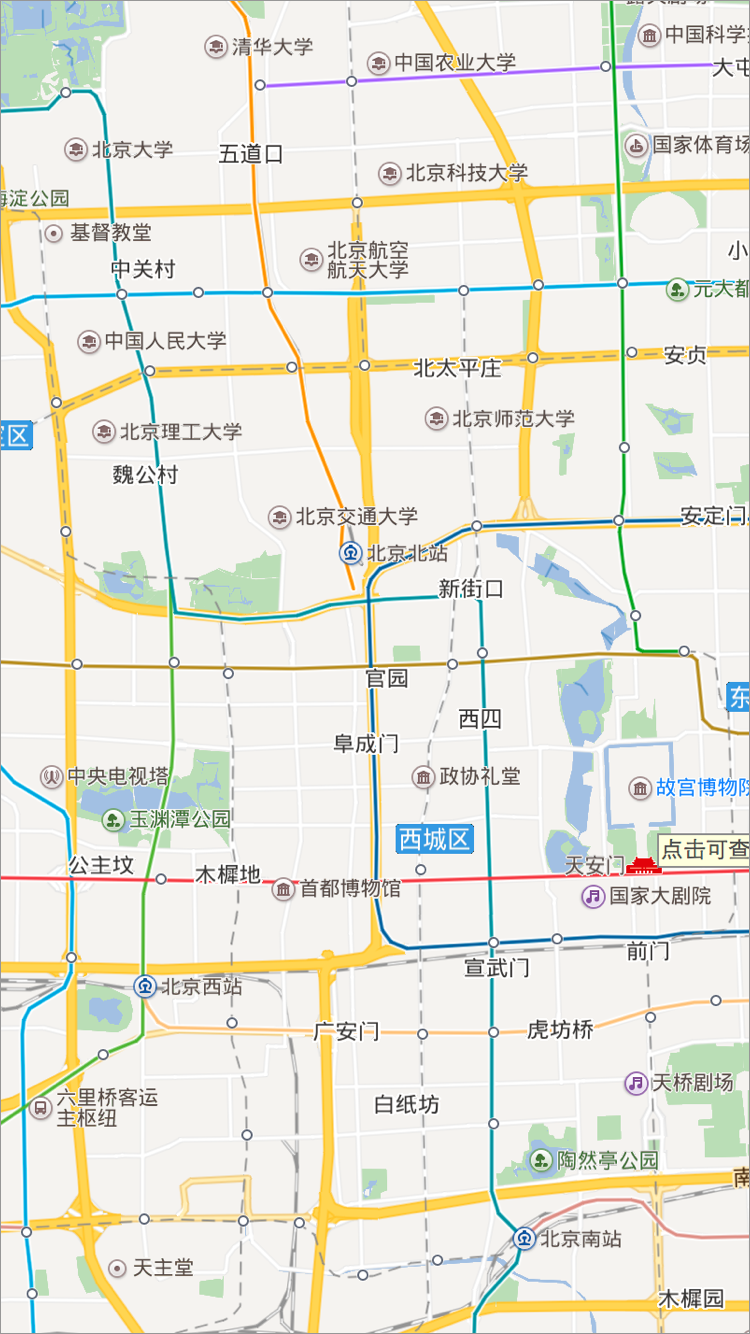 清华大学
中国农业大学
中国科学
大屯
五道口
北京大学
北京科技大学
国家体育场
海淀公园
基督教堂
中关村
北京航空
航天大学
小
元大都
中国人民大学
北太平庄
安贞
北京理工大学
北京师范大学
区
魏公村
北京交通大学
安定门
北京北站
新街口
官园
西四
东
阜成门
中央电视塔
政协礼堂
故宫博物院
玉渊潭公园
西城区
点击可查
公主坟
木樨地
首都博物馆
天安门
国家大剧院
前门
宣武门
北京西站
广安门
虎坊桥
六里桥客运
主枢纽
白纸坊
天桥剧场
陶然亭公园
南
北京南站
天主堂
木樨园